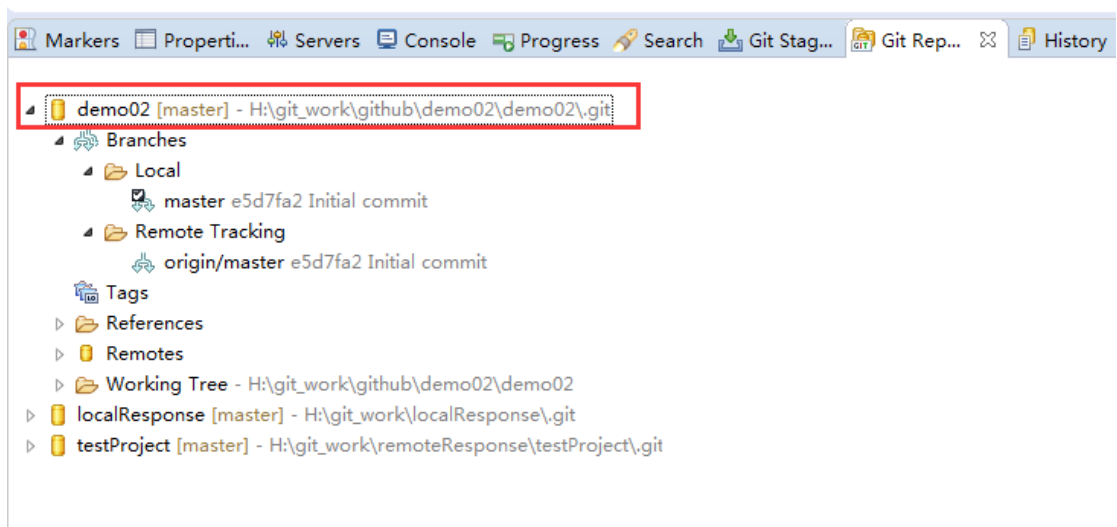 Markers Properti... Servers Console Progress Search Git Stag... Git Rep... History
demo02 [master] - H:\git_work\github\demo02\demo02\.git
Branches
Local
master e5d7fa2 Initial commit
Remote Tracking
origin/master e5d7fa2 Initial commit
Tags
References
Remotes
Working Tree - H:\git_work\github\demo02\demo02
localResponse [master] - H:\git_work\localResponse\.git
testProject [master] - H:\git_work\remoteResponse\testProject\.git